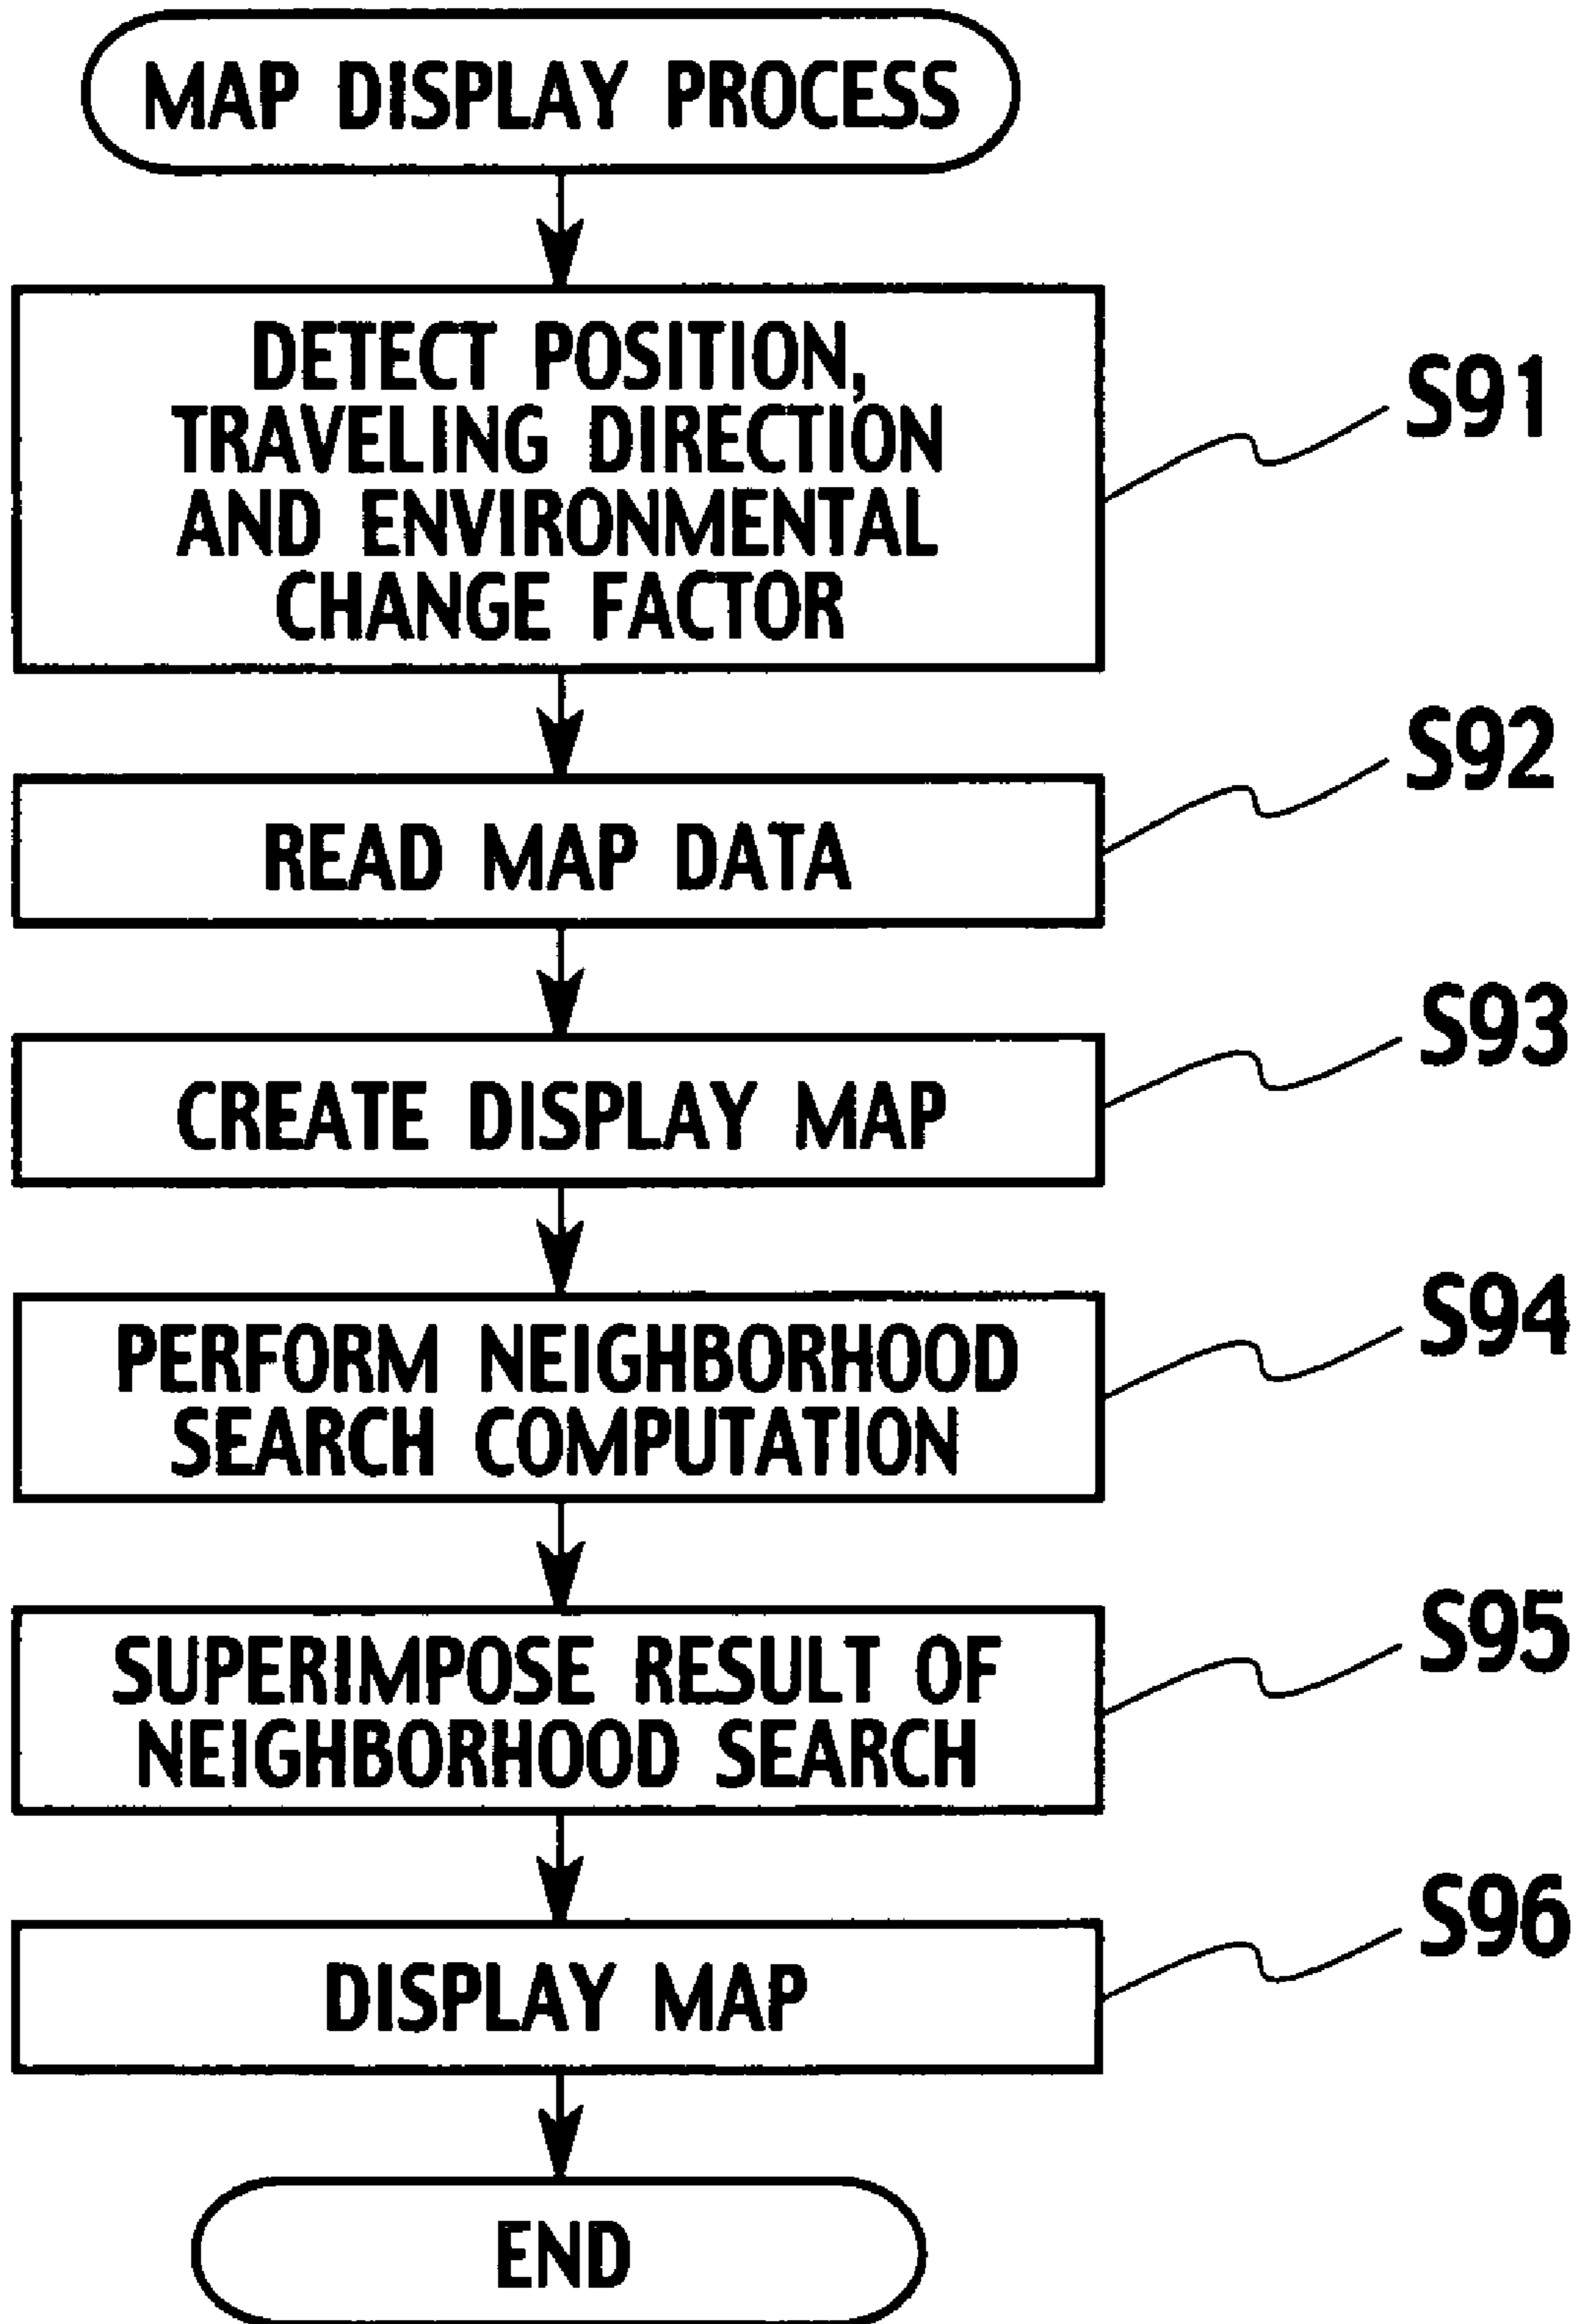 MAP DISPLAY PROCESS
DETECT POSITION,
TRAVELING DIRECTION
AND ENVIRONMENTAL
CHANGE FACTOR
S91
READ MAP DATA
S92
CREATE DISPLAY MAP
S93
PERFORM NEIGHBORHOOD
SEARCH COMPUTATION
S94
SUPERIMPOSE RESULT OF
NEIGHBORHOOD SEARCH
S95
DISPLAY MAP
S96
END